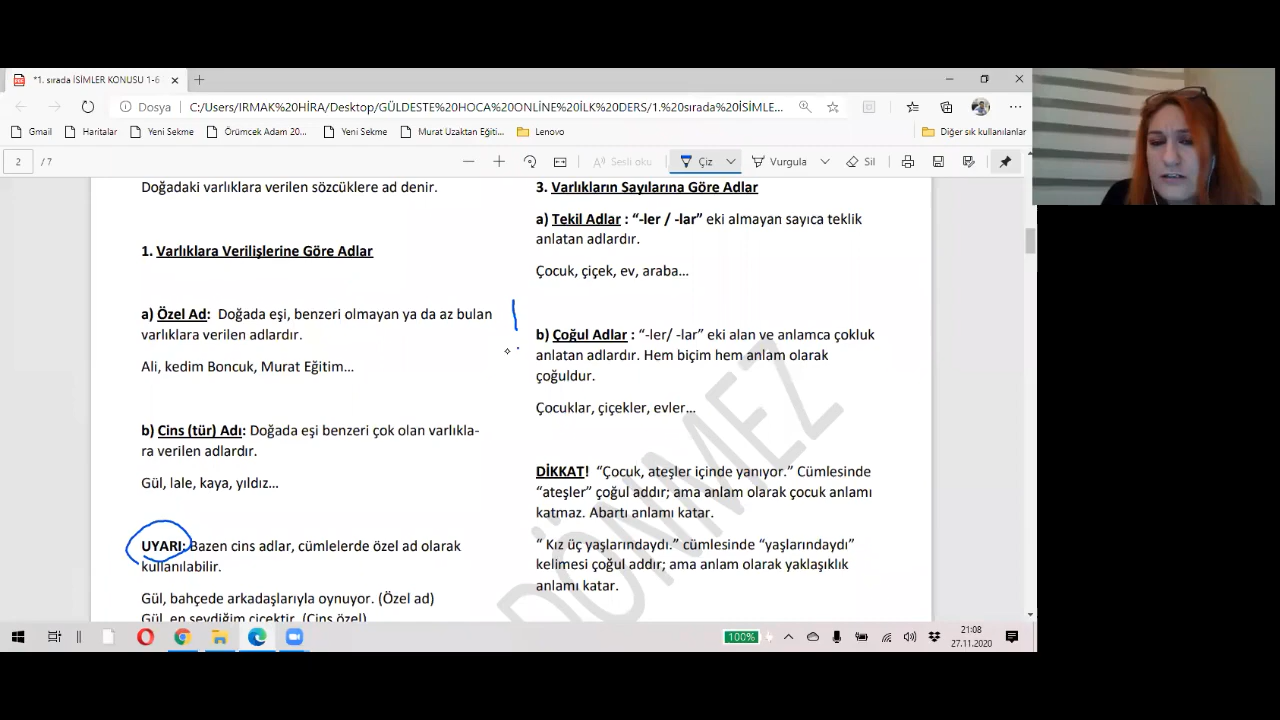 *1. sırada İSİMLER KONUSU 1-6
Dosya
C:/Users/IRMAK%20HİRA/Desktop/GÜLDESTE%20HOCA%20ONLİNE%20İLK%20DERS/1.%20sırada%20İSİMLE...
Gmail
Haritalar
Yeni Sekme
Örümcek Adam 20...
Yeni Sekme
Murat Uzaktan Eğiti...
Lenovo
Diğer sık kullanılanlar
2 / 7
Sesli oku
Çiz
Vurgula
Sil
Doğadaki varlıklara verilen sözcüklere ad denir.
1. Varlıklara Verilişlerine Göre Adlar
a) Özel Ad: Doğada eşi, benzeri olmayan ya da az bulan
varlıklara verilen adlardır.
Ali, kedim Boncuk, Murat Eğitim...
b) Cins (tür) Adı: Doğada eşi benzeri çok olan varlıkla-
ra verilen adlardır.
Gül, lale, kaya, yıldız...
UYARI: Bazen cins adlar, cümlelerde özel ad olarak
kullanılabilir.
Gül, bahçede arkadaşlarıyla oynuyor. (Özel ad)
Gül, en sevdiğim çiçektir. (Cins özel)
3. Varlıkların Sayılarına Göre Adlar
a) Tekil Adlar : “-ler / -lar” eki almayan sayıca teklik
anlatan adlardır.
Çocuk, çiçek, ev, araba...
b) Çoğul Adlar : “-ler/ -lar” eki alan ve anlamca çokluk
anlatan adlardır. Hem biçim hem anlam olarak
çoğuldur.
Çocuklar, çiçekler, evler...
DİKKAT! “Çocuk, ateşler içinde yanıyor.” Cümlesinde
“ateşler” çoğul addır; ama anlam olarak çocuk anlamı
katmaz. Abartı anlamı katar.
“ Kız üç yaşlarındaydı.” cümlesinde “yaşlarındaydı”
kelimesi çoğul addır; ama anlam olarak yaklaşıklık
anlamı katar.
DÖNMEZ
100%
21:08
27.11.2020